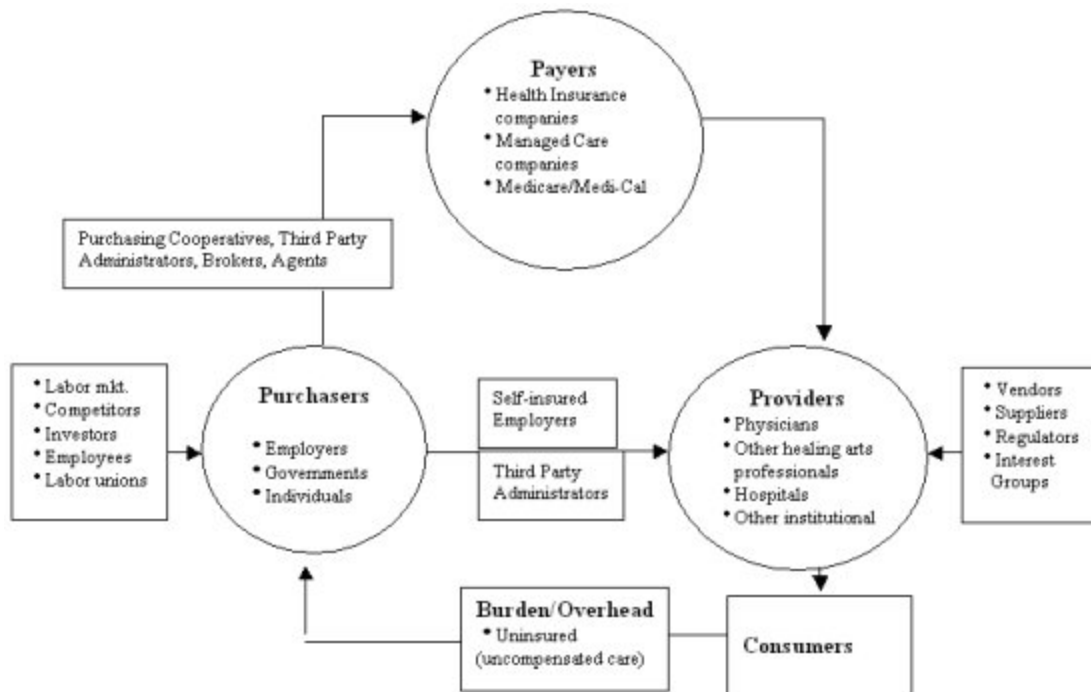 Payers
• Health Insurance
companies
• Managed Care
companies
• Medicare/Medi-Cal
Purchasing Cooperatives, Third Party
Administrators, Brokers, Agents
• Labor mkt.
• Competitors
• Investors
• Employees
• Labor unions
Purchasers
• Employers
• Governments
• Individuals
Self-insured
Employers
Third Party
Administrators
Providers
• Physicians
• Other healing arts
professionals
• Hospitals
• Other institutional
• Vendors
• Suppliers
• Regulators
• Interest
Groups
Burden/Overhead
• Uninsured
(uncompensated care)
Consumers